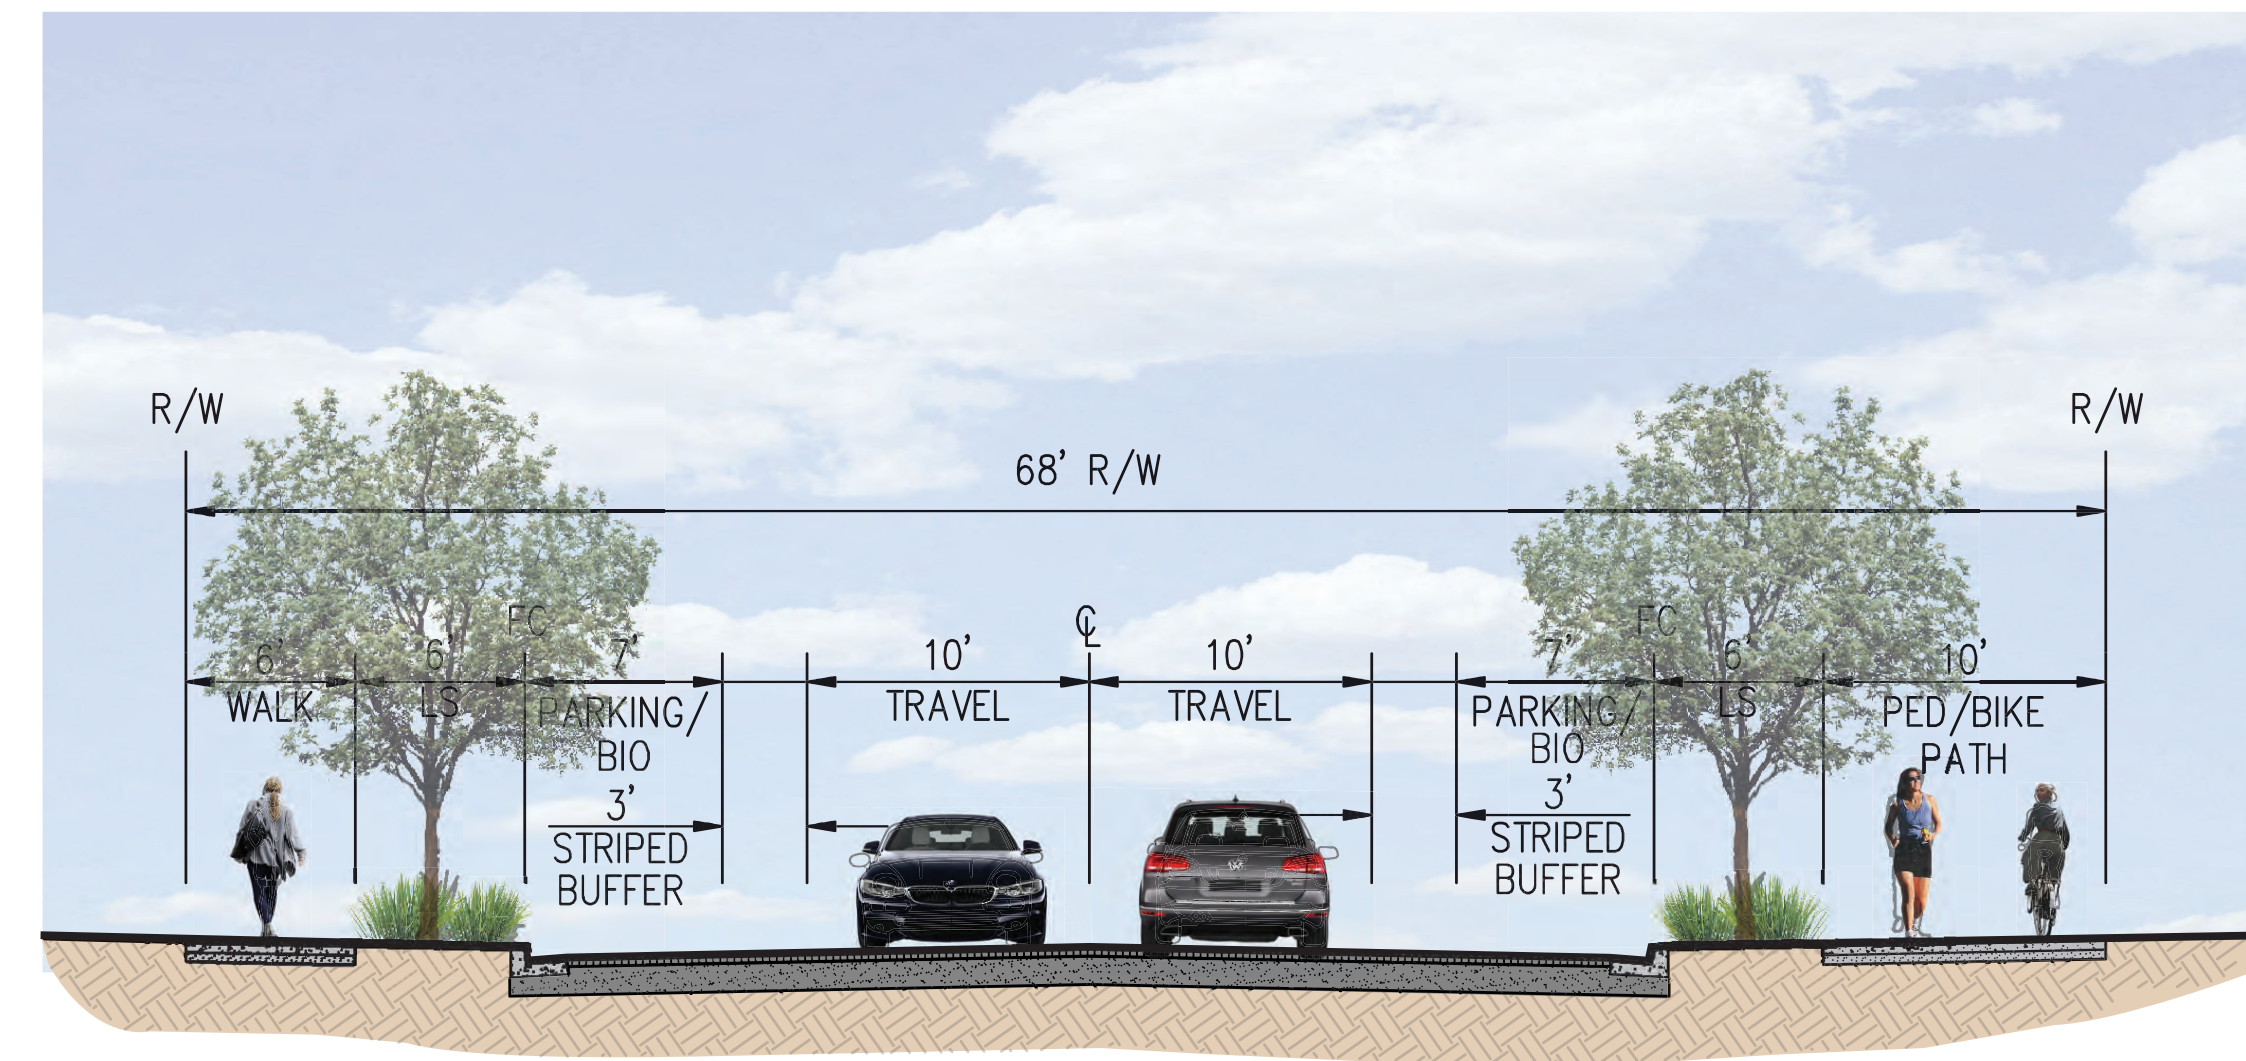 R/W
R/W
68' R/W
FC
℄
FC
6'
6'
7'
10'
10'
7'
6'
10'
WALK
LS
PARKING/
BIO
TRAVEL
TRAVEL
PARKING/
BIO
LS
PED/BIKE
PATH
3'
STRIPED
BUFFER
3'
STRIPED
BUFFER